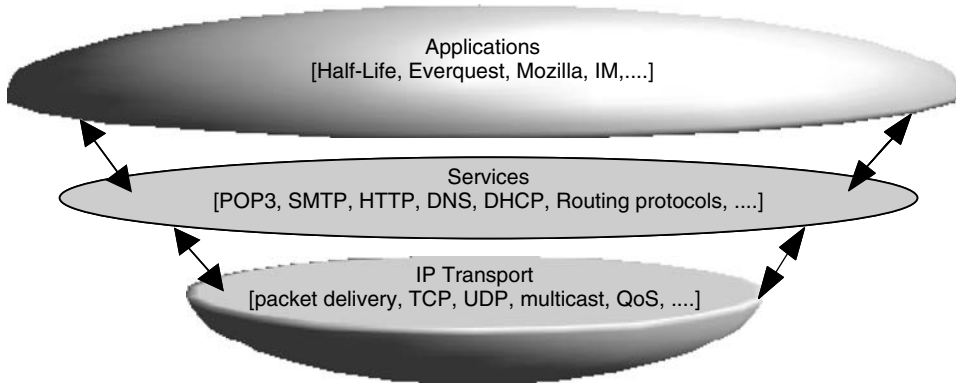 Applications
[Half-Life, Everquest, Mozilla, IM,....]
Services
[POP3, SMTP, HTTP, DNS, DHCP, Routing protocols, ....]
IP Transport
[packet delivery, TCP, UDP, multicast, QoS, ....]